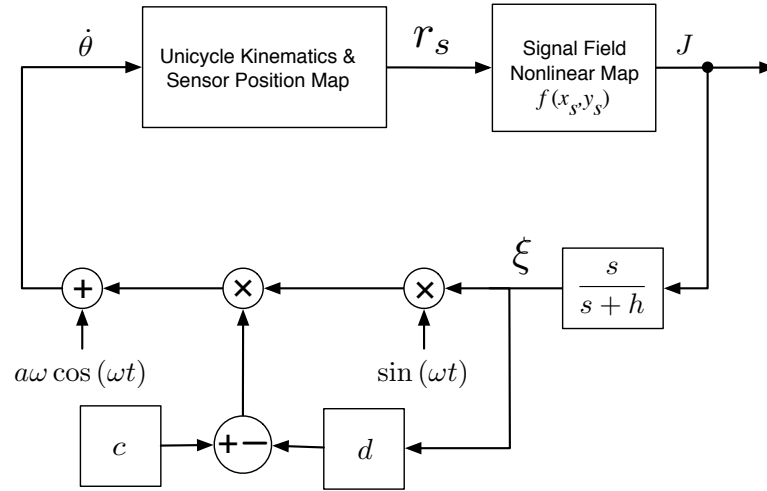 θ̇
Unicycle Kinematics &
Sensor Position Map
r_s
Signal Field
Nonlinear Map
f(x_s,y_s)
J
ξ
s
s + h
+
×
×
aω cos (ωt)
sin (ωt)
c
+−
d